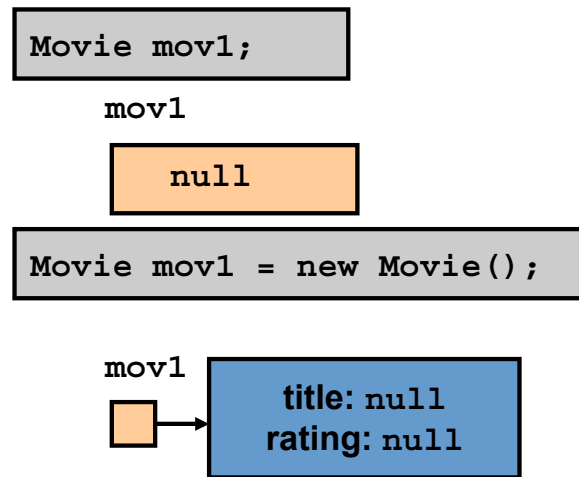 Movie mov1;
mov1
null
Movie mov1 = new Movie();
mov1
title: null
rating: null